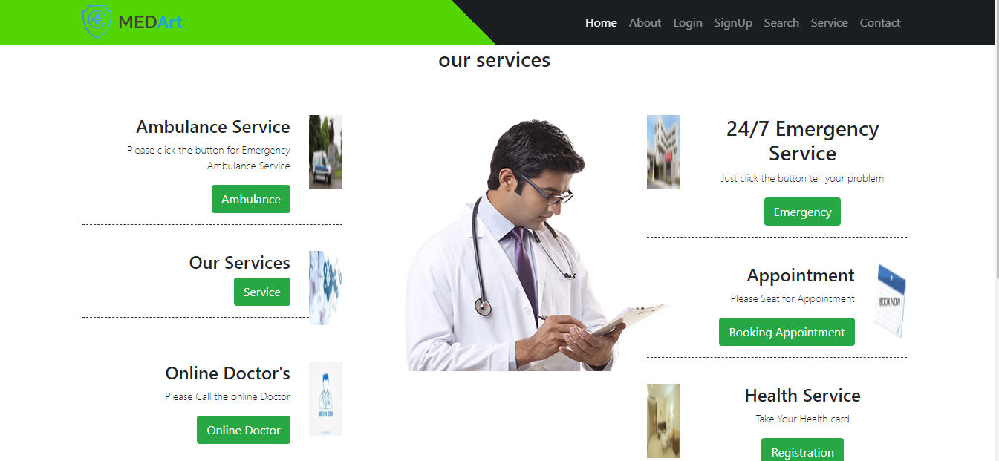 MEDArt
Home About Login SignUp Search Service Contact
our services
Ambulance Service
Please click the button for Emergency
Ambulance Service
Ambulance
Our Services
Service
Online Doctor's
Please Call the online Doctor
Online Doctor
24/7 Emergency
Service
Just click the button tell your problem
Emergency
Appointment
Please Seat for Appointment
Booking Appointment
BOOK NOW
Health Service
Take Your Health card
Registration